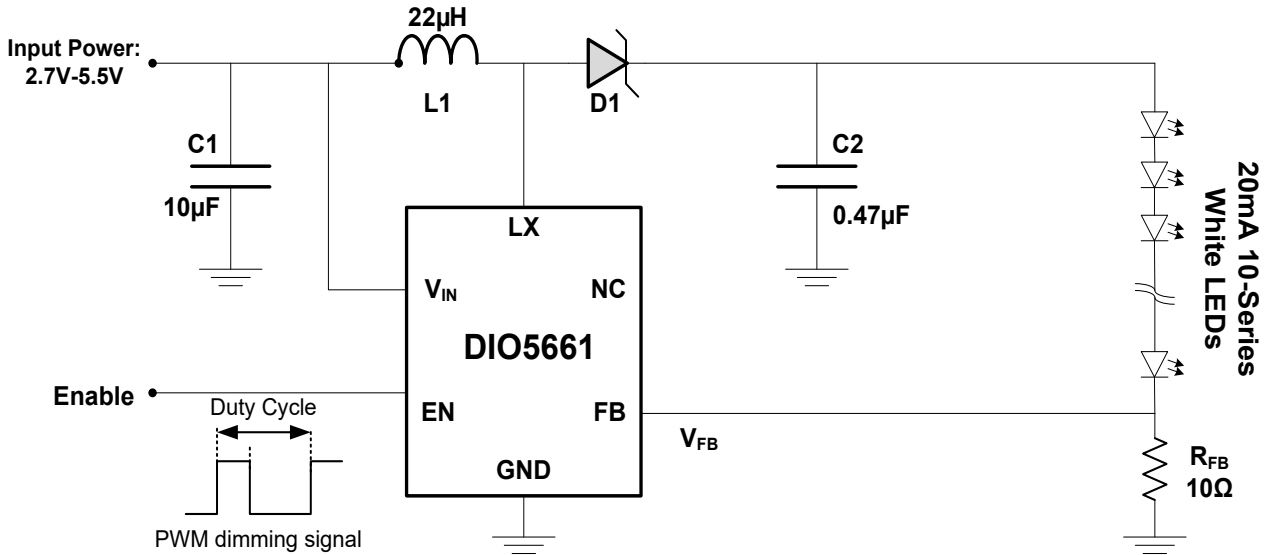 22µH
Input Power:
2.7V-5.5V
L1
D1
C1
10µF
C2
0.47µF
LX
VIN
NC
DIO5661
Enable
EN
FB
VFB
GND
Duty Cycle
PWM dimming signal
20mA 10-Series
White LEDs
RFB
10Ω